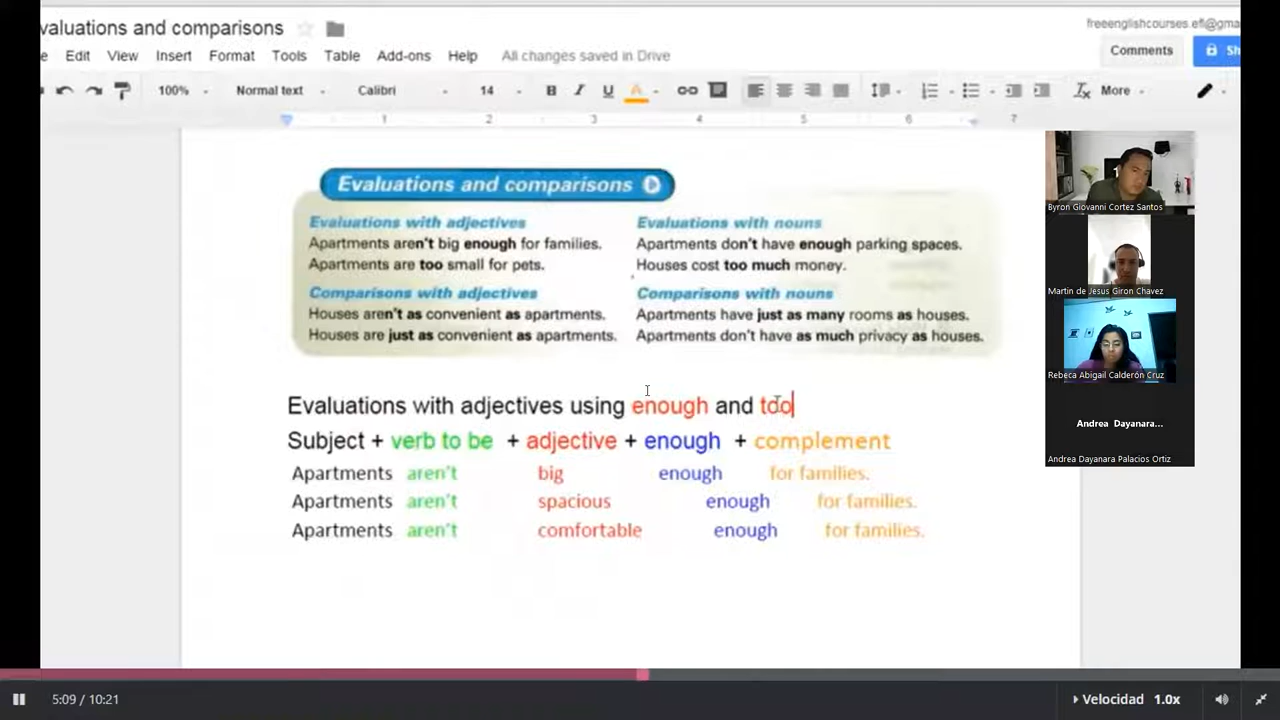 valuations and comparisons
freeenglishcourses.efl@gma
e Edit View Insert Format Tools Table Add-ons Help All changes saved in Drive
Comments
Sh
100% Normal text Calibri 14 B I U A More
1 2 3 4 5 6 7
Evaluations and comparisons
Evaluations with adjectives
Apartments aren't big enough for families.
Apartments are too small for pets.
Comparisons with adjectives
Houses aren't as convenient as apartments.
Houses are just as convenient as apartments.
Evaluations with nouns
Apartments don't have enough parking spaces.
Houses cost too much money.
Comparisons with nouns
Apartments have just as many rooms as houses.
Apartments don't have as much privacy as houses.
Evaluations with adjectives using enough and too
Subject + verb to be + adjective + enough + complement
Apartments aren't big enough for families.
Apartments aren't spacious enough for families.
Apartments aren't comfortable enough for families.
Byron Giovanni Cortez Santos
Martin de Jesus Giron Chavez
Rebeca Abigail Calderón Cruz
Andrea Dayanara...
Andrea Dayanara Palacios Ortiz
5:09 / 10:21
Velocidad 1.0x